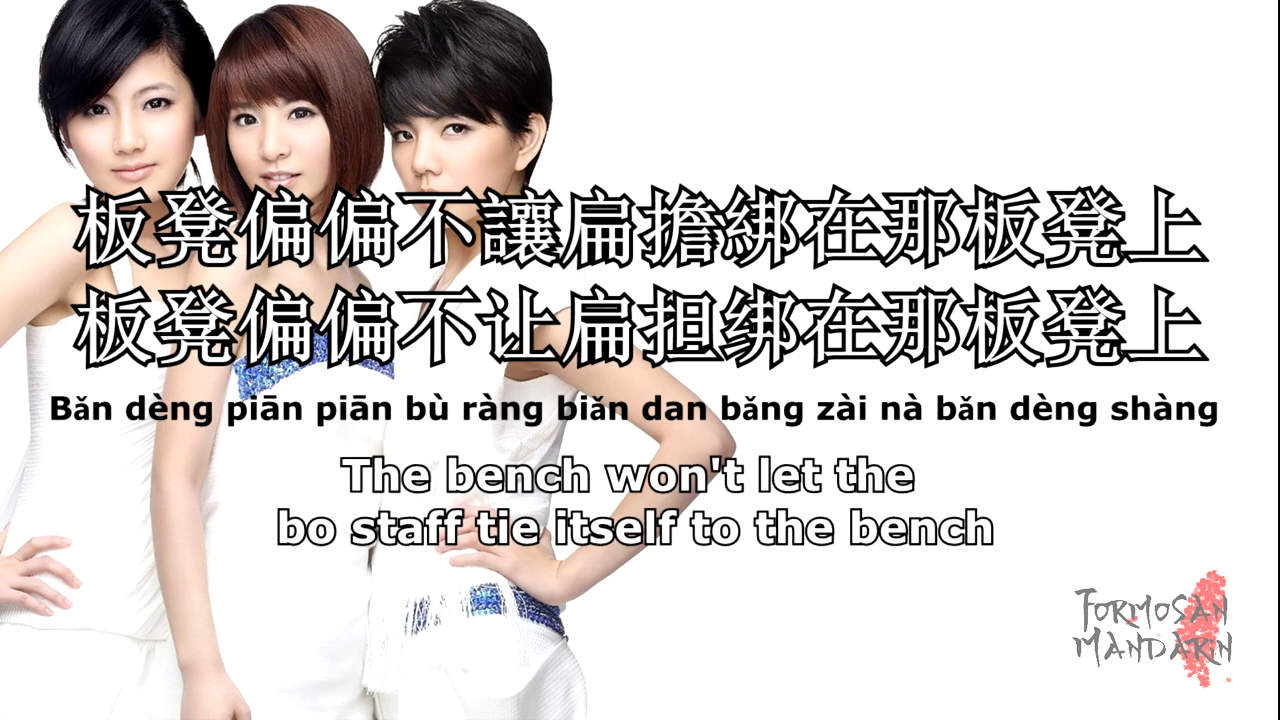 板凳偏偏不讓扁擔綁在那板凳上
板凳偏偏不让扁担绑在那板凳上
Bǎn dèng piān piān bù ràng biǎn dan bǎng zài nà bǎn dèng shàng
The bench won't let the
bo staff tie itself to the bench
FORMOSAN
MANDARIN